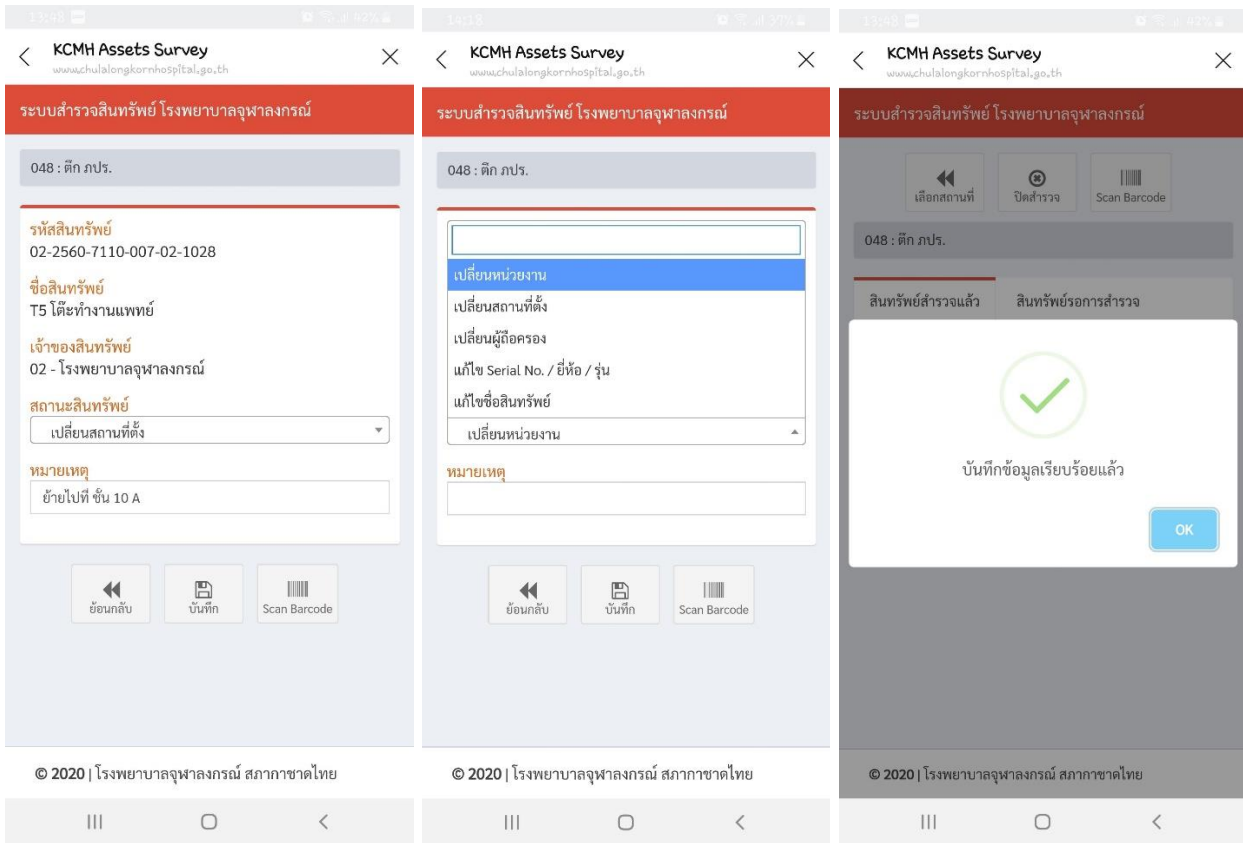 13:48
82%
KCMH Assets Survey
www.chulalongkornhospital.go.th
ระบบสำรวจสินทรัพย์ โรงพยาบาลจุฬาลงกรณ์
048 : ตึก ภปร.
รหัสสินทรัพย์
02-2560-7110-007-02-1028
ชื่อสินทรัพย์
T5 โต๊ะทำงานแพทย์
เจ้าของสินทรัพย์
02 - โรงพยาบาลจุฬาลงกรณ์
สถานะสินทรัพย์
เปลี่ยนสถานที่ตั้ง
หมายเหตุ
ย้ายไปที่ ชั้น 10 A
ย้อนกลับ
บันทึก
Scan Barcode
© 2020 | โรงพยาบาลจุฬาลงกรณ์ สภากาชาดไทย
14:19
KCMH Assets Survey
www.chulalongkornhospital.go.th
ระบบสำรวจสินทรัพย์ โรงพยาบาลจุฬาลงกรณ์
048 : ตึก ภปร.
เปลี่ยนหน่วยงาน
เปลี่ยนสถานที่ตั้ง
เปลี่ยนผู้ถือครอง
แก้ไข Serial No. / ยี่ห้อ / รุ่น
แก้ไขชื่อสินทรัพย์
เปลี่ยนหน่วยงาน
หมายเหตุ
ย้อนกลับ
บันทึก
Scan Barcode
© 2020 | โรงพยาบาลจุฬาลงกรณ์ สภากาชาดไทย
13:48
82%
KCMH Assets Survey
www.chulalongkornhospital.go.th
ระบบสำรวจสินทรัพย์ โรงพยาบาลจุฬาลงกรณ์
เลือกสถานที่
ปิดสำรวจ
Scan Barcode
048 : ตึก ภปร.
สินทรัพย์สำรวจแล้ว
สินทรัพย์รอการสำรวจ
บันทึกข้อมูลเรียบร้อยแล้ว
OK
© 2020 | โรงพยาบาลจุฬาลงกรณ์ สภากาชาดไทย